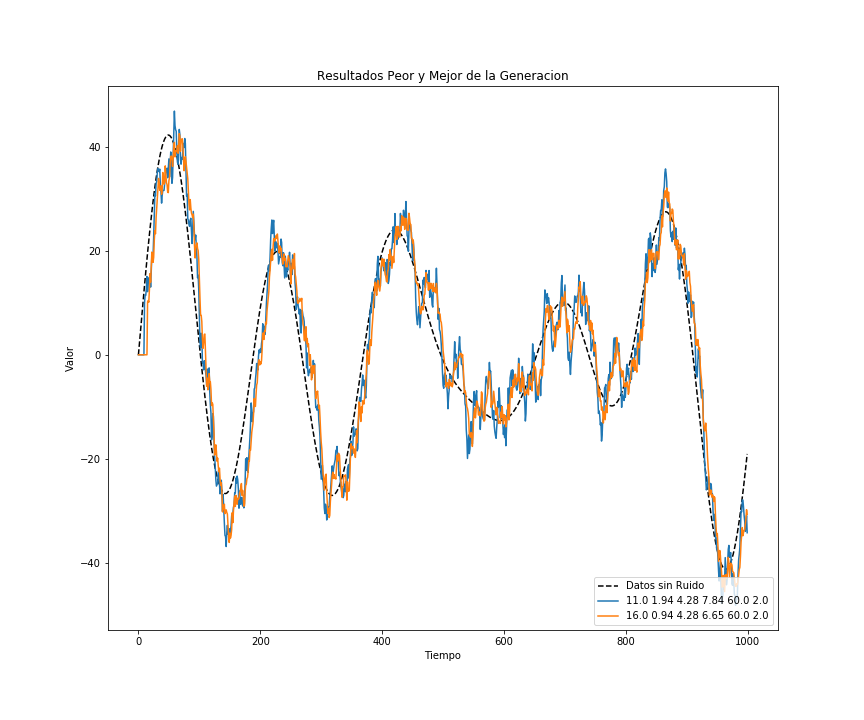 Resultados Peor y Mejor de la Generacion
Valor
40
20
0
−20
−40
0
200
400
600
800
1000
Tiempo
Datos sin Ruido
11.0 1.94 4.28 7.84 60.0 2.0
16.0 0.94 4.28 6.65 60.0 2.0